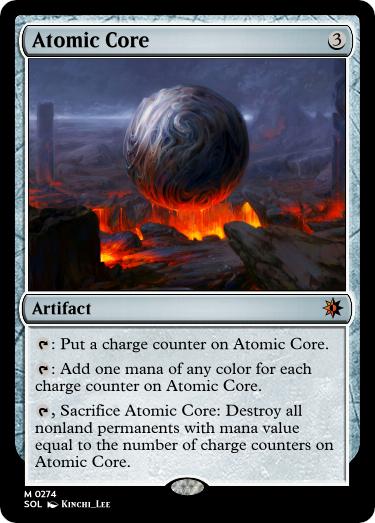 Atomic Core 3
Artifact
: Put a charge counter on Atomic Core.
: Add one mana of any color for each
charge counter on Atomic Core.
, Sacrifice Atomic Core: Destroy all
nonland permanents with mana value
equal to the number of charge counters on
Atomic Core.
M 0274
SOL Kinchi_Lee